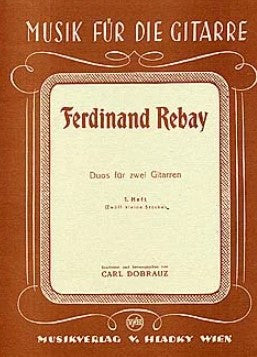 MUSIK FÜR DIE GITARRE
Ferdinand Rebay
Duos für zwei Gitarren
1. Heft
(Zwölf kleine Stücke)
CARL DOBRAUZ
MUSIKVERLAG V. HLADKY WIEN